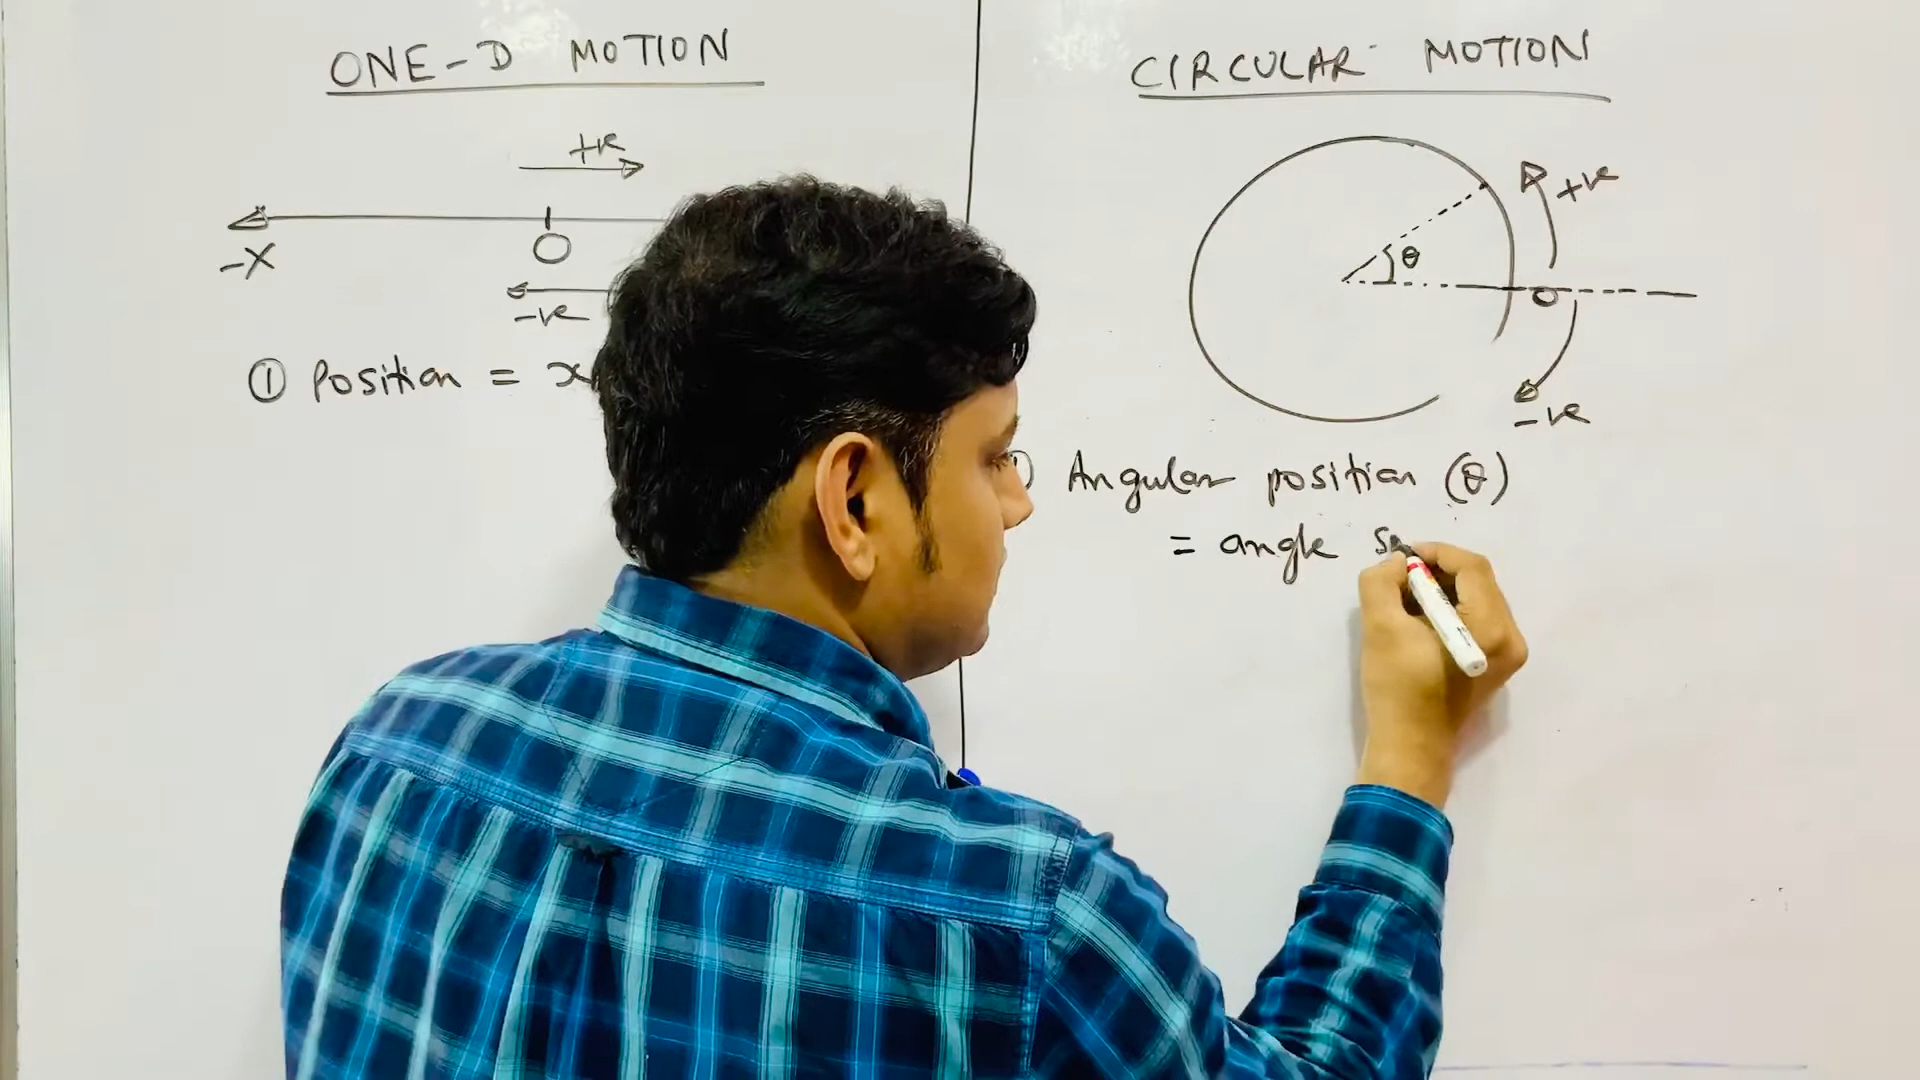 ONE-D MOTION
+ve
-X
O
-ve
① Position = x
CIRCULAR MOTION
+ve
θ
O
-ve
Angular position (θ)
= angle